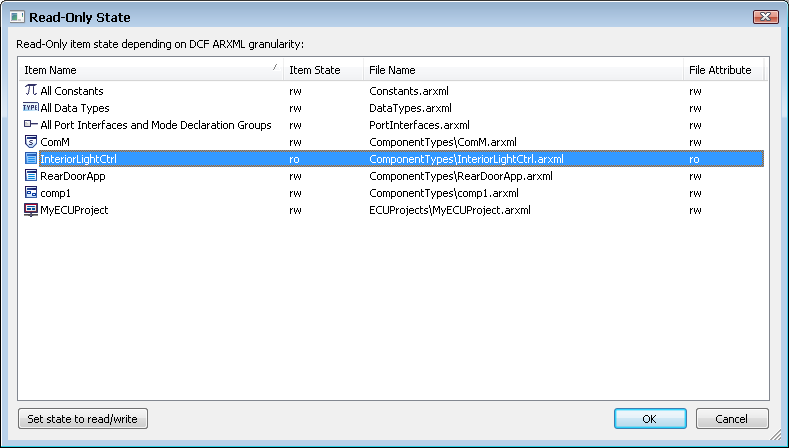 Read-Only State
Read-Only item state depending on DCF ARXML granularity:
Item Name / Item State File Name File Attribute
π All Constants rw Constants.arxml rw
TYPE All Data Types rw DataTypes.arxml rw
All Port Interfaces and Mode Declaration Groups rw PortInterfaces.arxml rw
S ComM rw ComponentTypes\ComM.arxml rw
InteriorLightCtrl ro ComponentTypes\InteriorLightCtrl.arxml ro
RearDoorApp rw ComponentTypes\RearDoorApp.arxml rw
comp1 rw ComponentTypes\comp1.arxml rw
MyECUProject rw ECUProjects\MyECUProject.arxml rw
Set state to read/write OK Cancel